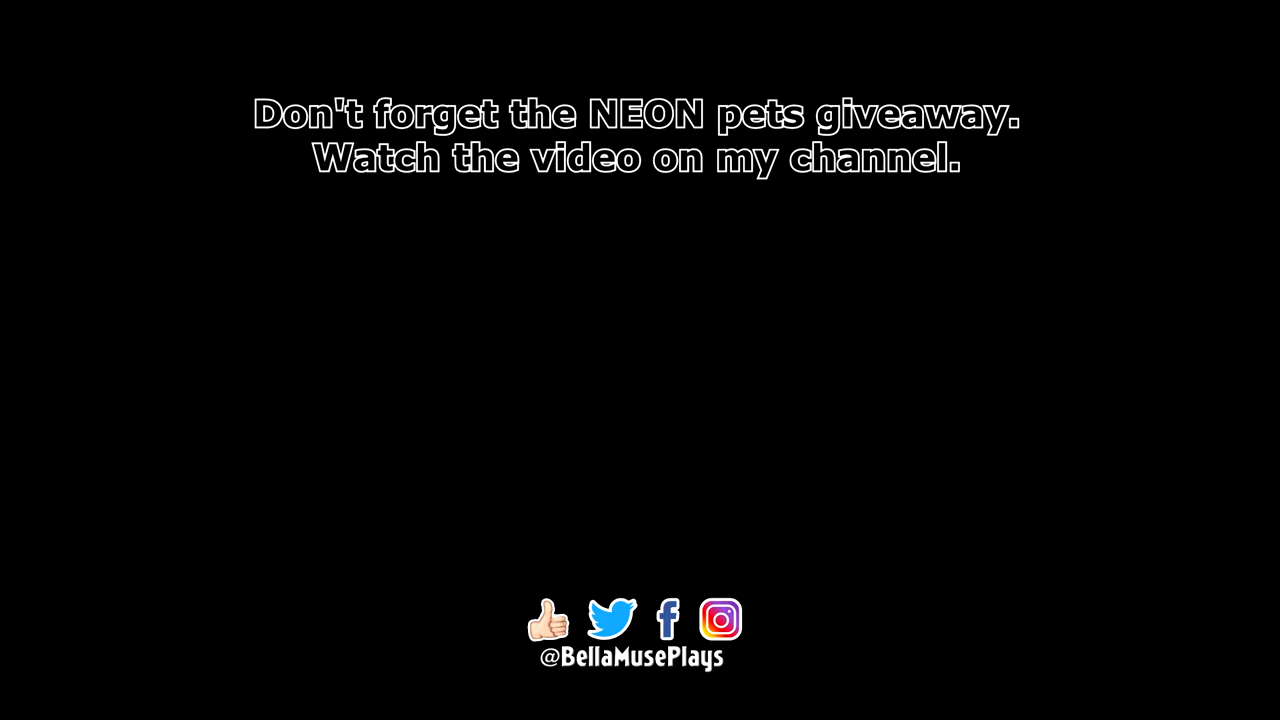 Don't forget the NEON pets giveaway.
Watch the video on my channel.
@BellaMusePlays